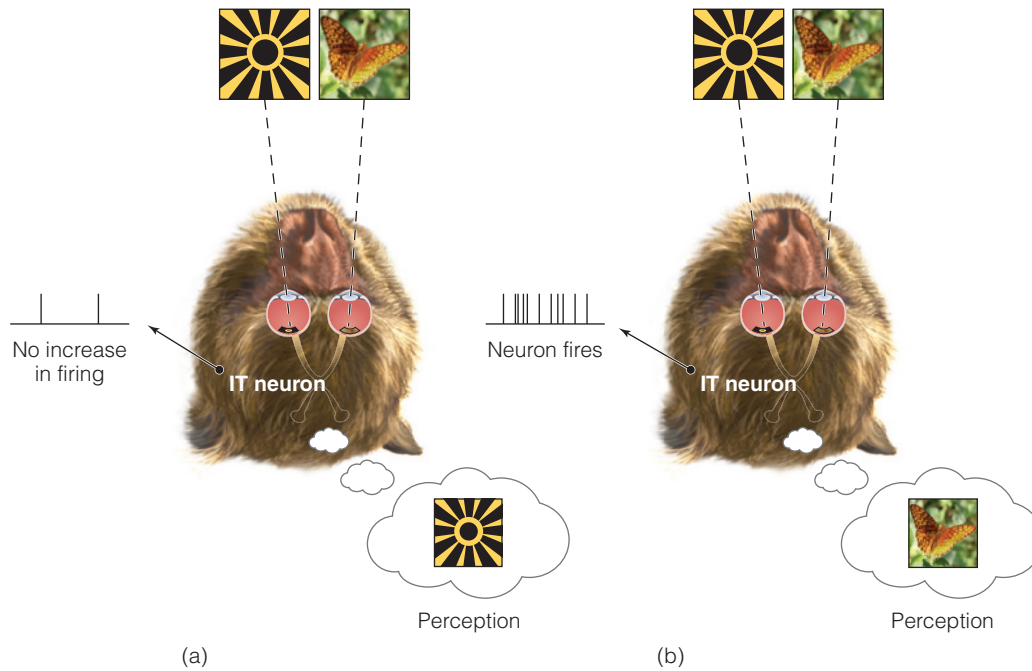 No increase
in firing
IT neuron
Perception
(a)
Neuron fires
IT neuron
Perception
(b)